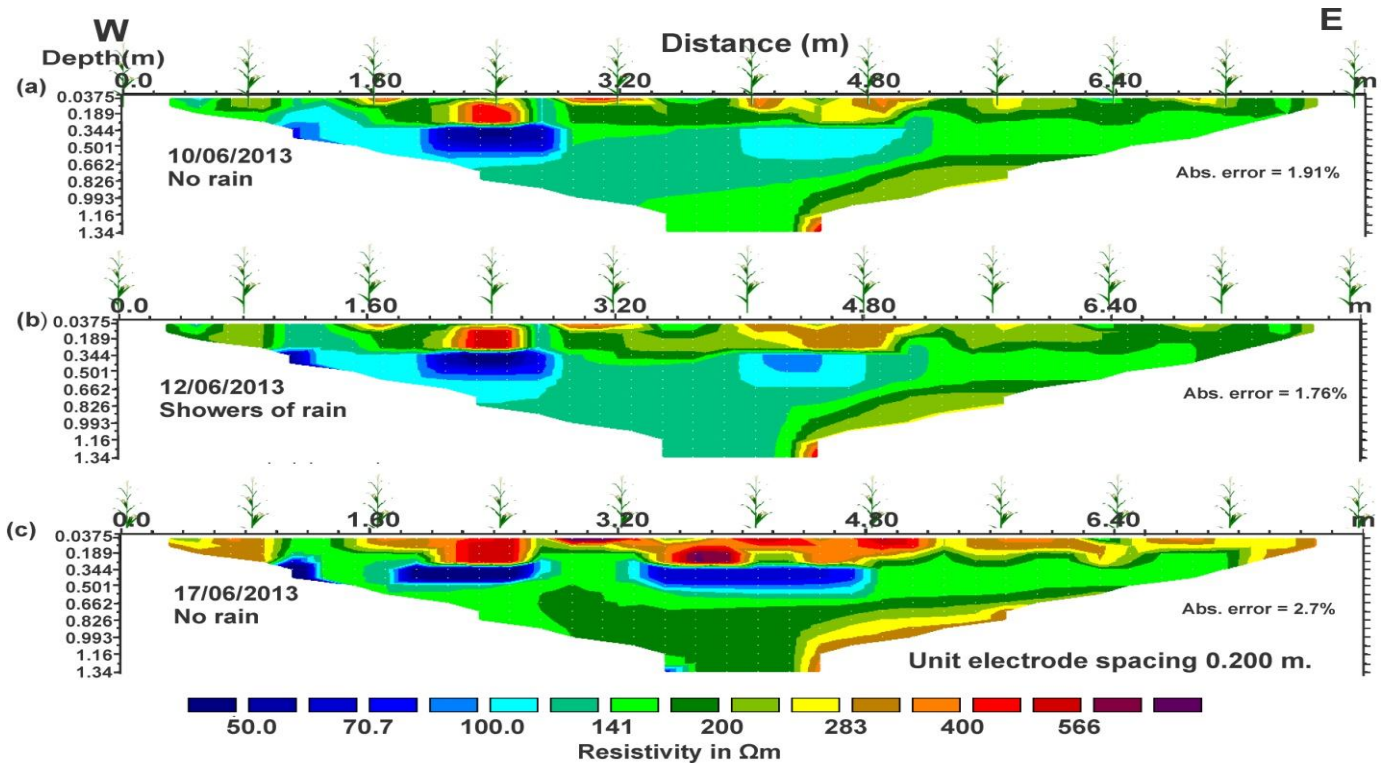 W E
Depth(m) Distance (m)
(a) 0.0 1.60 3.20 4.80 6.40 m
0.0375
0.189
0.344
0.501
0.662
0.826
0.993
1.16
1.34
10/06/2013
No rain
Abs. error = 1.91%
(b) 0.0 1.60 3.20 4.80 6.40 m
0.0375
0.189
0.344
0.501
0.662
0.826
0.993
1.16
1.34
12/06/2013
Showers of rain
Abs. error = 1.76%
(c) 0.0 1.60 3.20 4.80 6.40 m
0.0375
0.189
0.344
0.501
0.662
0.826
0.993
1.16
1.34
17/06/2013
No rain
Abs. error = 2.7%
Unit electrode spacing 0.200 m.
50.0 70.7 100.0 141 200 283 400 566
Resistivity in Ωm